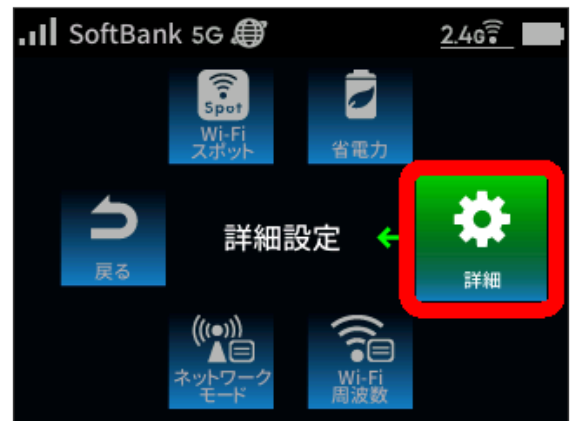 SoftBank 5G
2.4G
Spot
Wi-Fi
スポット
省電力
戻る
詳細設定
詳細
ネットワーク
モード
Wi-Fi
周波数